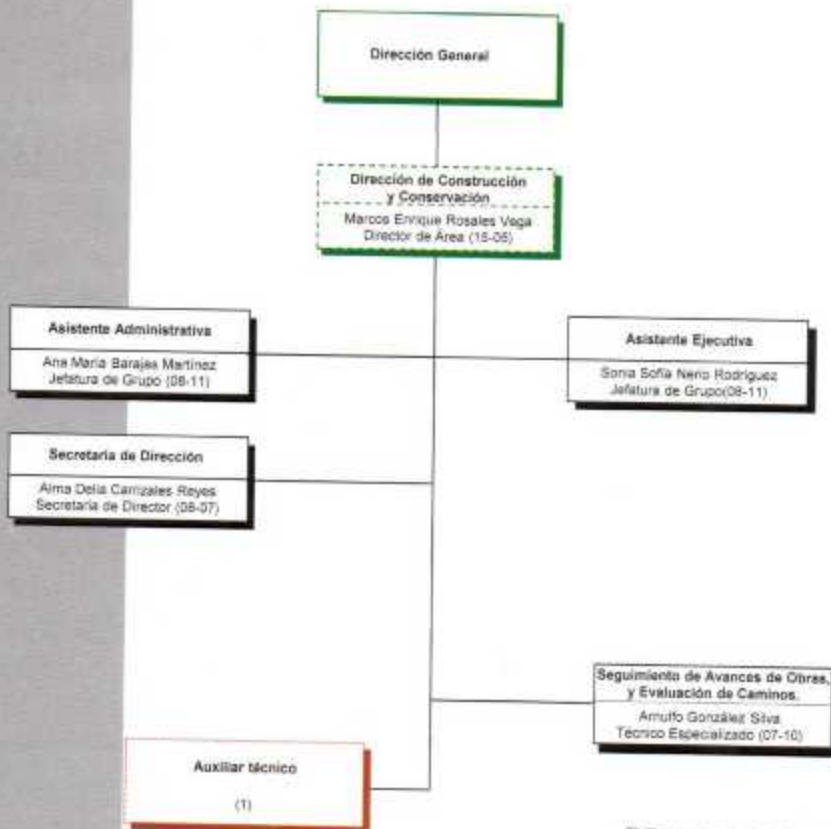 Dirección General
Dirección de Construcción
y Conservación
Marcos Enrique Rosales Vega
Director de Área (15-06)
Asistente Administrativa
Ana María Barajas Martínez
Jefatura de Grupo (08-11)
Asistente Ejecutiva
Sonia Sofía Nerio Rodríguez
Jefatura de Grupo(08-11)
Secretaria de Dirección
Alma Delia Carrizales Reyes
Secretaria de Director (08-07)
Seguimiento de Avances de Obras,
y Evaluación de Caminos.
Arnulfo González Silva
Técnico Especializado (07-10)
Auxiliar técnico
(1)